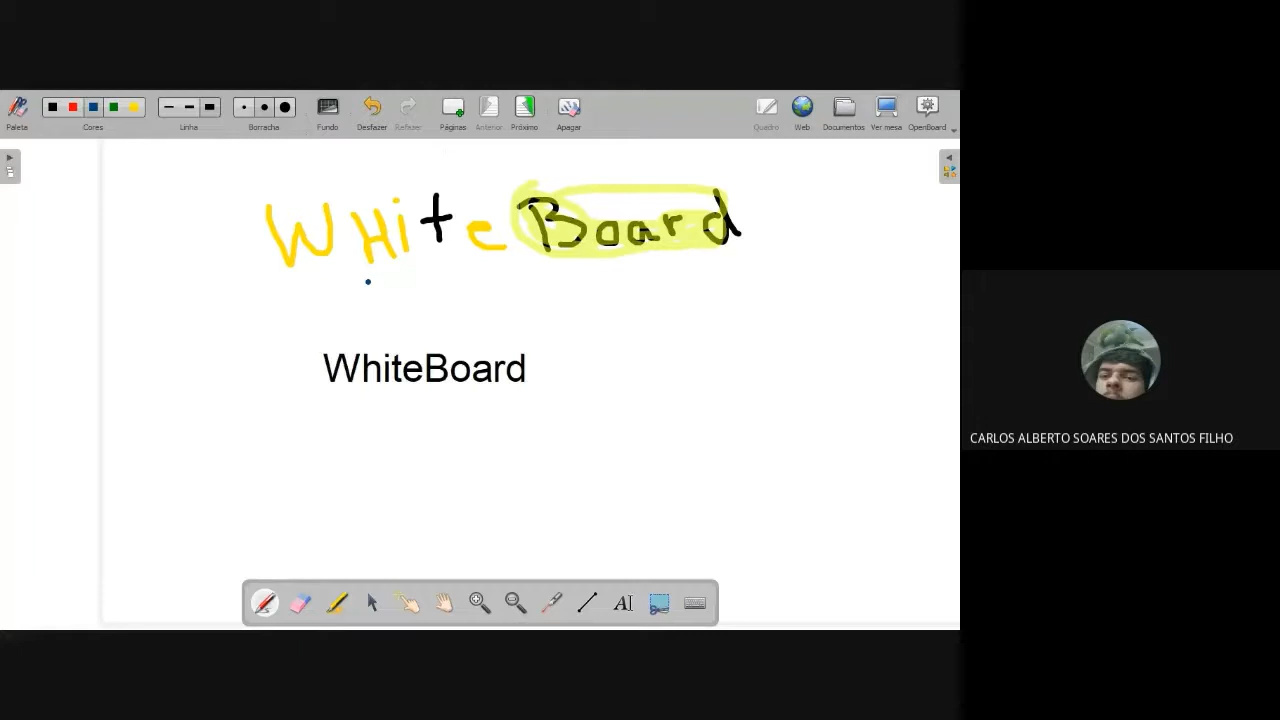 Paleta Cores Linha Borracha Fundo Desfazer Refazer Páginas Anterior Próximo Apagar Quadro Web Documentos Ver mesa OpenBoard
WHite Board
WhiteBoard
CARLOS ALBERTO SOARES DOS SANTOS FILHO
AI